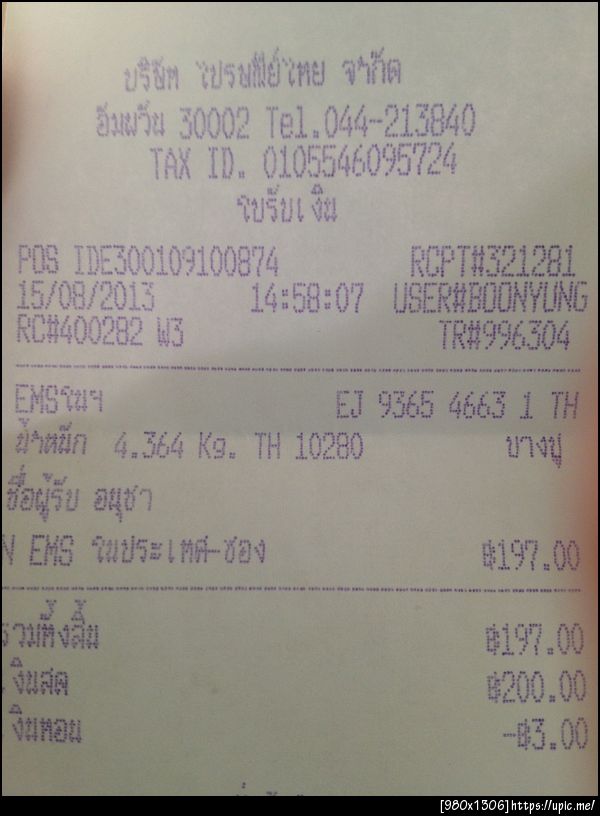 บริษัท ไปรษณีย์ไทย จำกัด
อิมพวัน 30002 Tel.044-213840
TAX ID. 0105546095724
ใบรับเงิน
POS IDE300109100874 RCPT#321281
15/08/2013 14:58:07 USER#BOONYUNG
RC#400282 W3 TR#996304
EMSในฯ EJ 9365 4663 1 TH
น้ำหนัก 4.364 Kg. TH 10280 บางปู
ชื่อผู้รับ อนุชา
N EMS ในประเทศ-ซอง ฿197.00
รวมทั้งสิ้น ฿197.00
เงินสด ฿200.00
เงินทอน -฿3.00
[980x1306]https://upic.me/